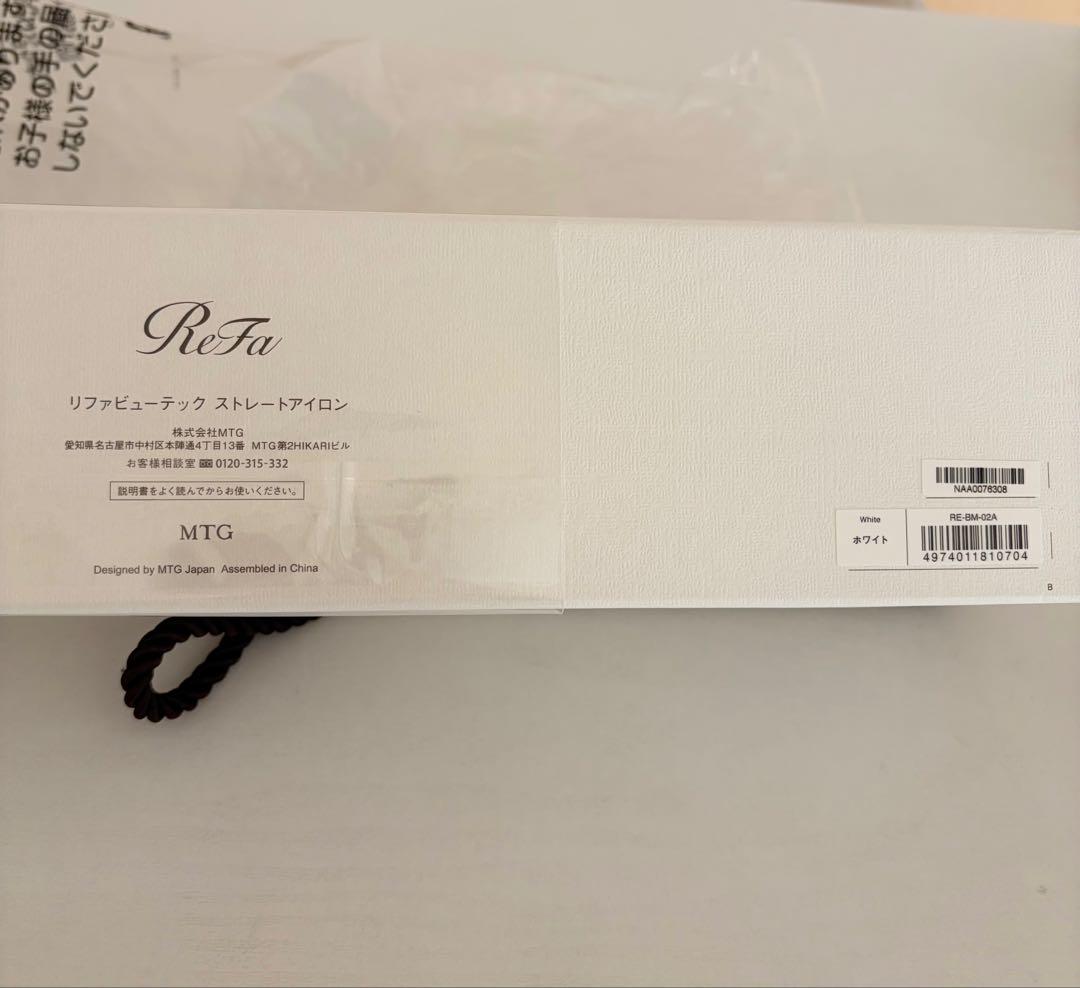 お子様の手の届
しないでくださ
ReFa
リファビューテック ストレートアイロン
株式会社MTG
愛知県名古屋市中村区本陣通4丁目13番 MTG第2HIKARIビル
お客様相談室 0120-315-332
説明書をよく読んでからお使いください。
MTG
Designed by MTG Japan Assembled in China
NAA0076308
White
ホワイト
RE-BM-02A
4974011810704
B